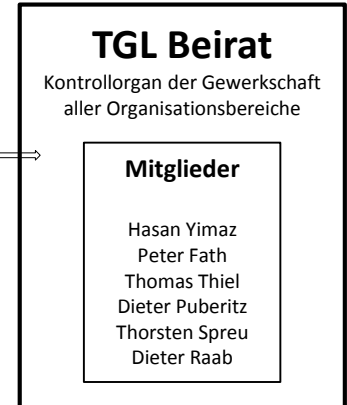 TGL Beirat
Kontrollorgan der Gewerkschaft
aller Organisationsbereiche
Mitglieder
Hasan Yimaz
Peter Fath
Thomas Thiel
Dieter Puberitz
Thorsten Spreu
Dieter Raab